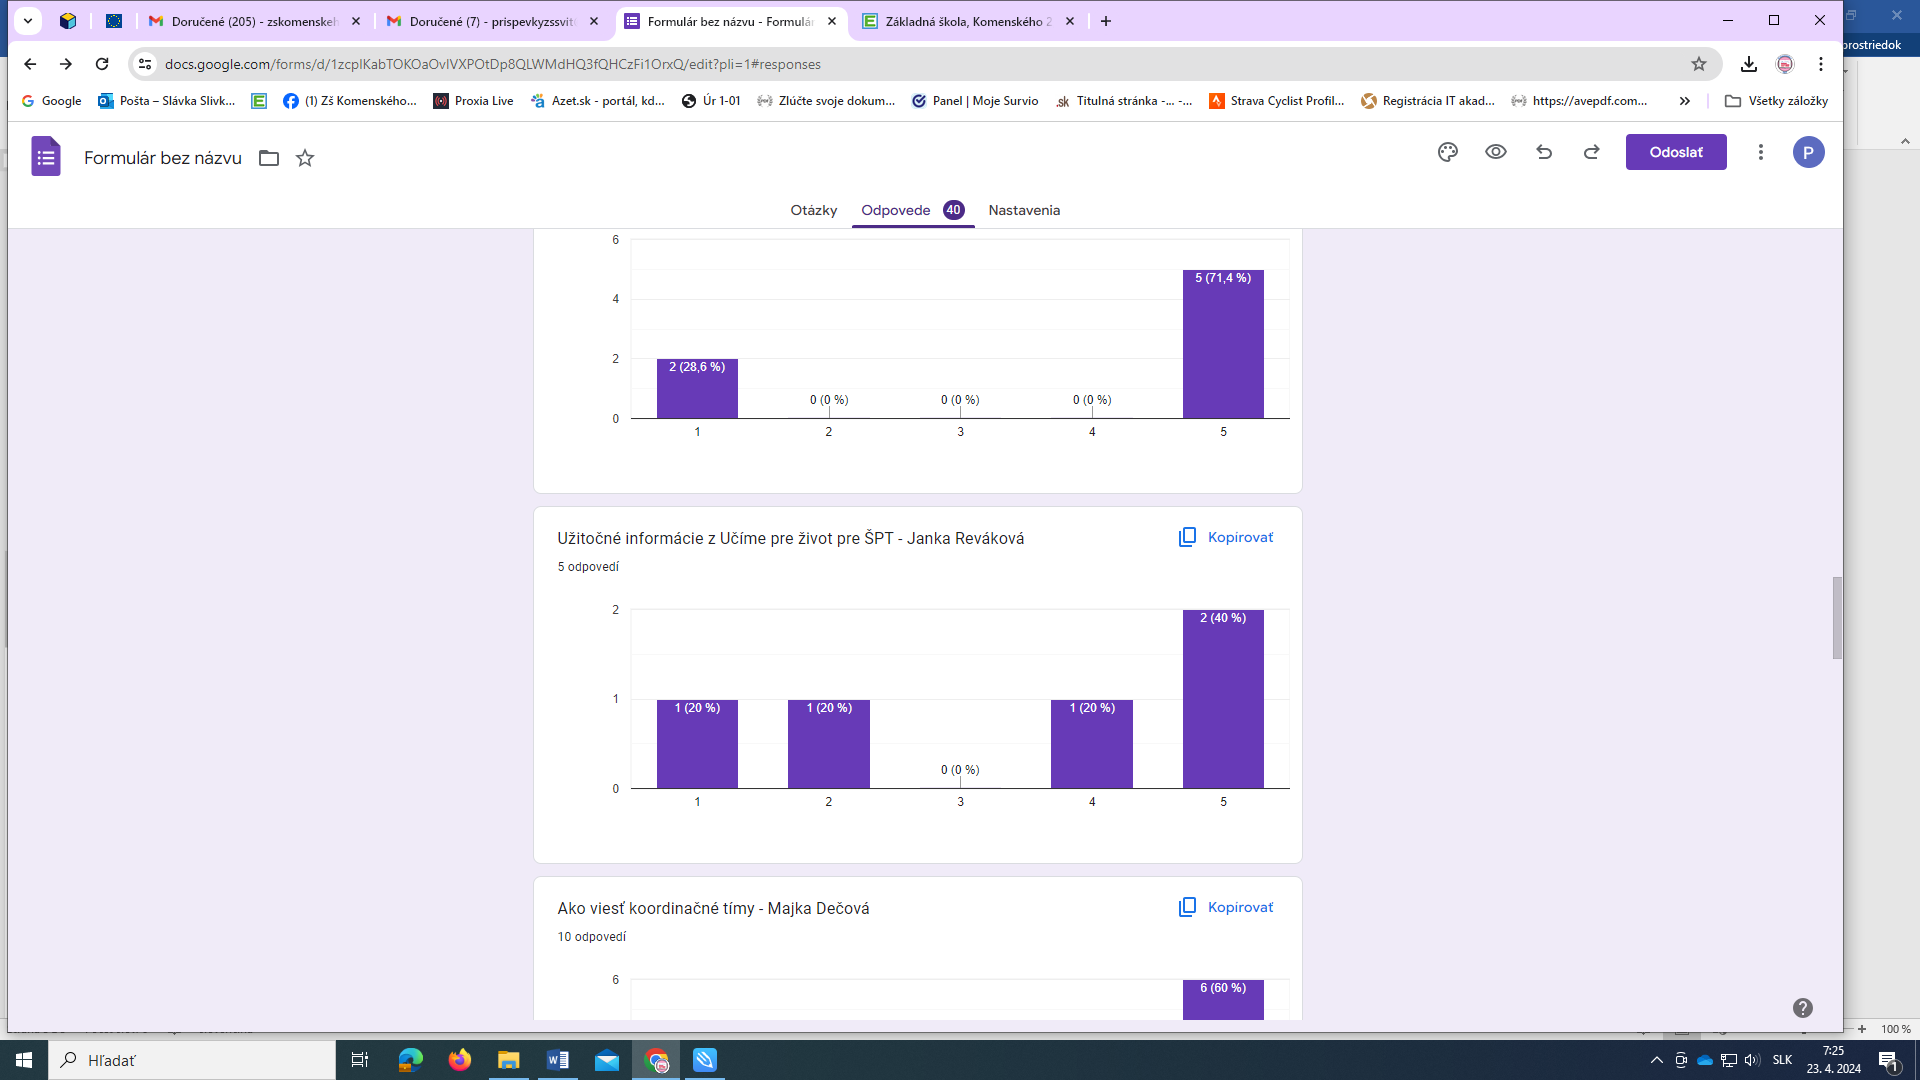 Doručené (205) - zskomenskeh
Doručené (7) - prispevkyzssvit
Formulár bez názvu - Formulár
Základná škola, Komenského 2
prostriedok
docs.google.com/forms/d/1zcplKabTOKOaOvIVXPOtDp8QLWMdHQ3fQHCzFi1OrxQ/edit?pli=1#responses
Google
Pošta – Slávka Slivk...
(1) Zš Komenského...
Proxia Live
Azet.sk - portál, kd...
Úr 1-01
Zlúčte svoje dokum...
Panel | Moje Survio
.sk Titulná stránka -... -...
Strava Cyclist Profil...
Registrácia IT akad...
https://avepdf.com...
Všetky záložky
Formulár bez názvu
Odoslať
P
Otázky
Odpovede 40
Nastavenia
6
4
2
0
2 (28,6 %)
0 (0 %)
0 (0 %)
0 (0 %)
5 (71,4 %)
1 2 3 4 5
Užitočné informácie z Učíme pre život pre ŠPT - Janka Reváková
Kopírovať
5 odpovedí
2
1
0
1 (20 %)
1 (20 %)
0 (0 %)
1 (20 %)
2 (40 %)
1 2 3 4 5
Ako viesť koordinačné tímy - Majka Dečová
Kopírovať
10 odpovedí
6
6 (60 %)
100 %
Hľadať
SLK
7:25
23. 4. 2024
1